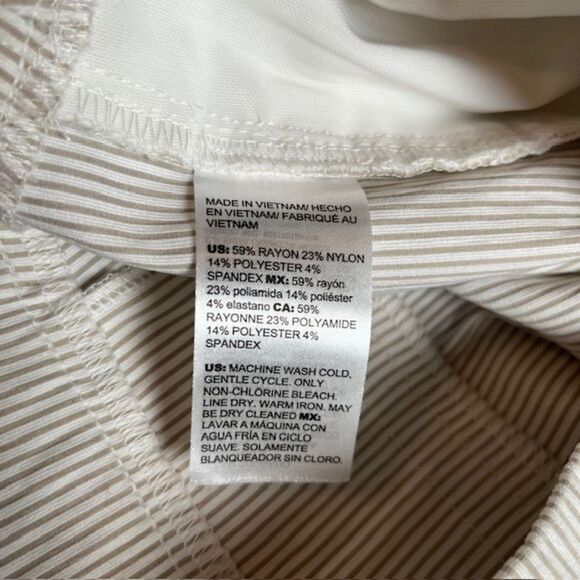 MADE IN VIETNAM/ HECHO
EN VIETNAM/ FABRIQUÉ AU
VIETNAM
US: 59% RAYON 23% NYLON
14% POLYESTER 4%
SPANDEX MX: 59% rayón
23% poliamida 14% poliéster
4% elastano CA: 59%
RAYONNE 23% POLYAMIDE
14% POLYESTER 4%
SPANDEX
US: MACHINE WASH COLD,
GENTLE CYCLE. ONLY
NON-CHLORINE BLEACH.
LINE DRY. WARM IRON. MAY
BE DRY CLEANED MX:
LAVAR A MÁQUINA CON
AGUA FRÍA EN CICLO
SUAVE. SOLAMENTE
BLANQUEADOR SIN CLORO.